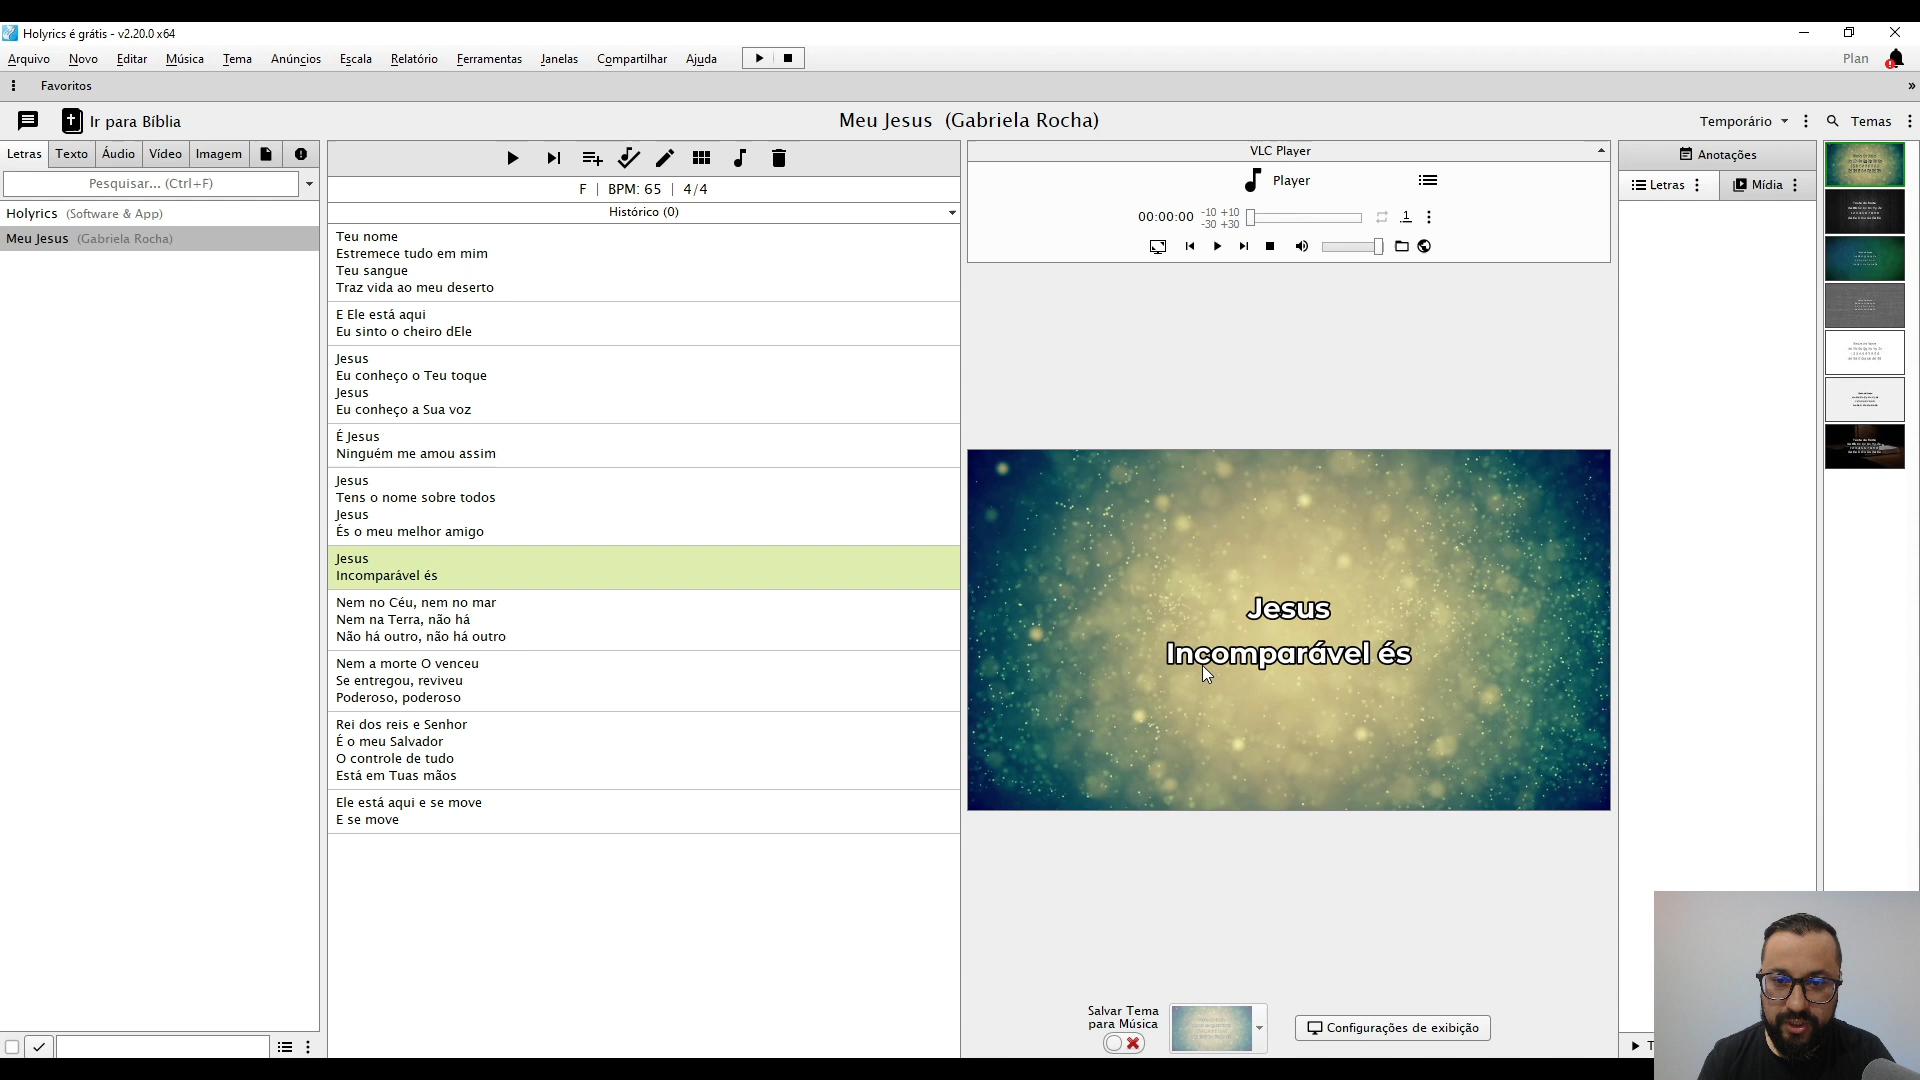 Holyrics é grátis - v2.20.0 x64
Arquivo Novo Editar Música Tema Anúncios Escala Relatório Ferramentas Janelas Compartilhar Ajuda
Plan
Favoritos
»
Ir para Bíblia
Meu Jesus (Gabriela Rocha)
Temporário
Temas
Letras Texto Áudio Vídeo Imagem
Pesquisar... (Ctrl+F)
Holyrics (Software & App)
Meu Jesus (Gabriela Rocha)
F | BPM: 65 | 4/4
Histórico (0)
Teu nome
Estremece tudo em mim
Teu sangue
Traz vida ao meu deserto
E Ele está aqui
Eu sinto o cheiro dEle
Jesus
Eu conheço o Teu toque
Jesus
Eu conheço a Sua voz
É Jesus
Ninguém me amou assim
Jesus
Tens o nome sobre todos
Jesus
És o meu melhor amigo
Jesus
Incomparável és
Nem no Céu, nem no mar
Nem na Terra, não há
Não há outro, não há outro
Nem a morte O venceu
Se entregou, reviveu
Poderoso, poderoso
Rei dos reis e Senhor
É o meu Salvador
O controle de tudo
Está em Tuas mãos
Ele está aqui e se move
E se move
VLC Player
Player
00:00:00
-10 +10
-30 +30
1
Jesus
Incomparável és
Salvar Tema
para Música
Configurações de exibição
Anotações
Letras
Mídia